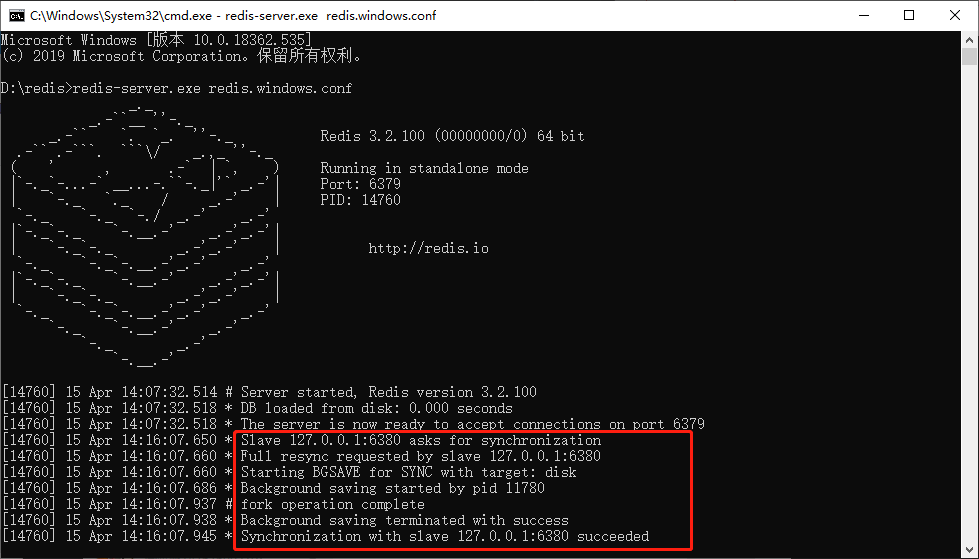 C:\Windows\System32\cmd.exe - redis-server.exe  redis.windows.conf
Microsoft Windows [版本 10.0.18362.535]
(c) 2019 Microsoft Corporation。保留所有权利。
D:\redis>redis-server.exe redis.windows.conf
Redis 3.2.100 (00000000/0) 64 bit
Running in standalone mode
Port: 6379
PID: 14760
http://redis.io
[14760] 15 Apr 14:07:32.514 # Server started, Redis version 3.2.100
[14760] 15 Apr 14:07:32.518 * DB loaded from disk: 0.000 seconds
[14760] 15 Apr 14:07:32.518 * The server is now ready to accept connections on port 6379
[14760] 15 Apr 14:16:07.650 * Slave 127.0.0.1:6380 asks for synchronization
[14760] 15 Apr 14:16:07.660 * Full resync requested by slave 127.0.0.1:6380
[14760] 15 Apr 14:16:07.660 * Starting BGSAVE for SYNC with target: disk
[14760] 15 Apr 14:16:07.686 * Background saving started by pid 11780
[14760] 15 Apr 14:16:07.937 # fork operation complete
[14760] 15 Apr 14:16:07.938 * Background saving terminated with success
[14760] 15 Apr 14:16:07.945 * Synchronization with slave 127.0.0.1:6380 succeeded